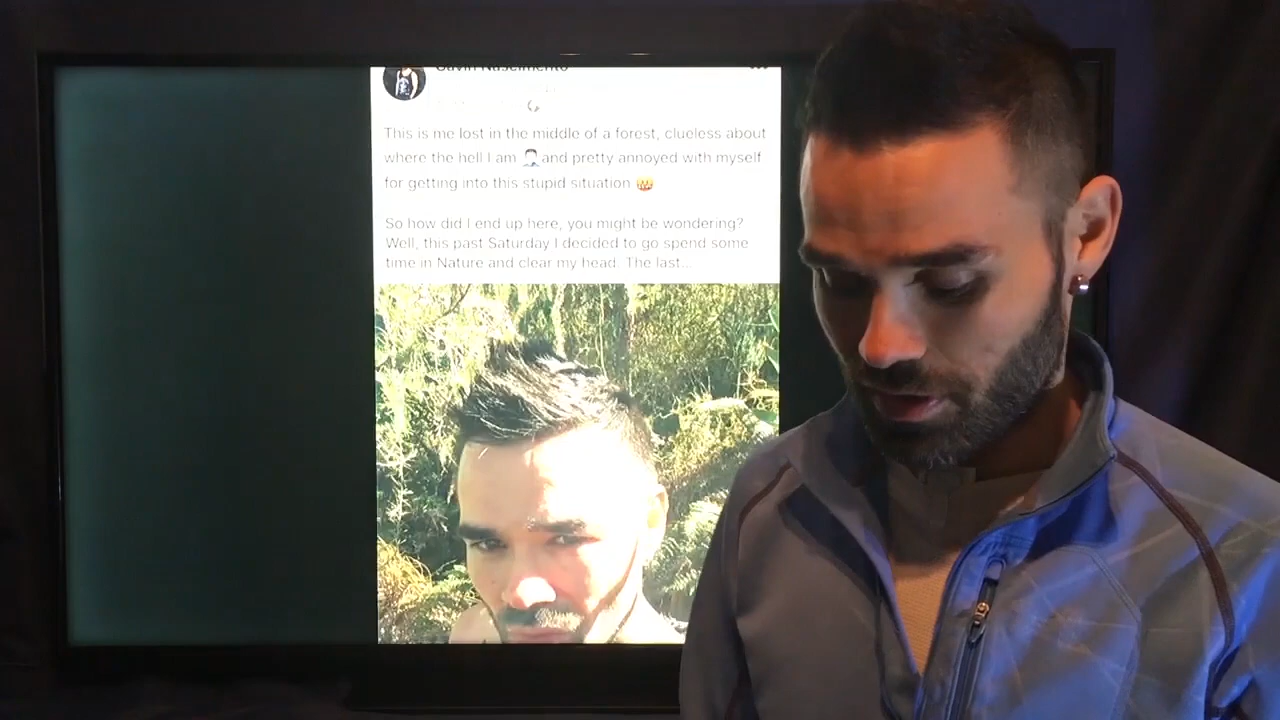 Gavin Nascimento
This is me lost in the middle of a forest, clueless about
where the hell I am 🤦🏻‍♂️and pretty annoyed with myself
for getting into this stupid situation 😹
So how did I end up here, you might be wondering?
Well, this past Saturday I decided to go spend some
time in Nature and clear my head. The last...